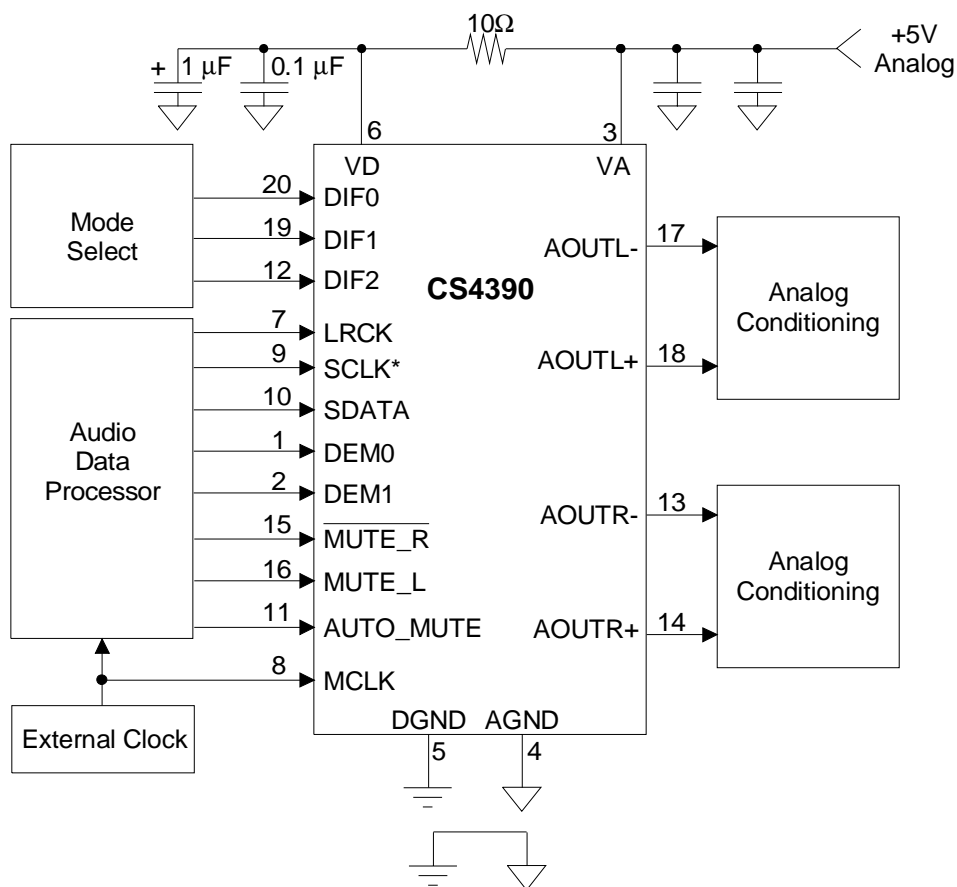 10Ω
+5V
Analog
+ 1 µF
0.1 µF
6
3
VD
VA
Mode
Select
20
DIF0
19
DIF1
12
DIF2
CS4390
AOUTL-
17
AOUTL+
18
Analog
Conditioning
Audio
Data
Processor
7
LRCK
9
SCLK*
10
SDATA
1
DEM0
2
DEM1
15
MUTE_R
16
MUTE_L
11
AUTO_MUTE
8
MCLK
AOUTR-
13
AOUTR+
14
Analog
Conditioning
External Clock
DGND
AGND
5
4